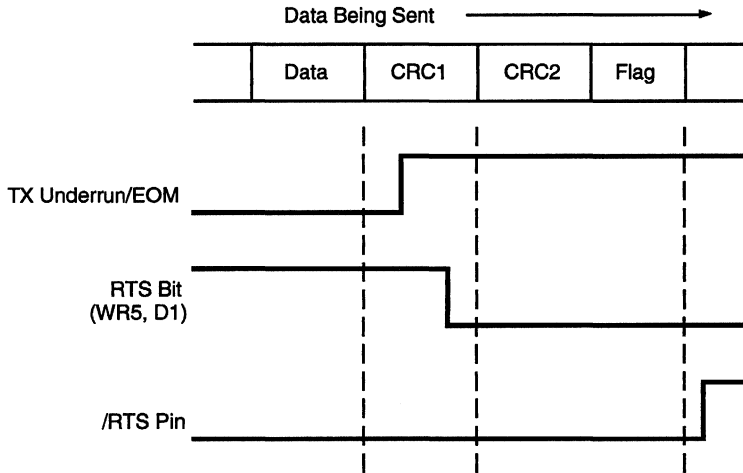 Data Being Sent
Data CRC1 CRC2 Flag
TX Underrun/EOM
RTS Bit
(WR5, D1)
/RTS Pin